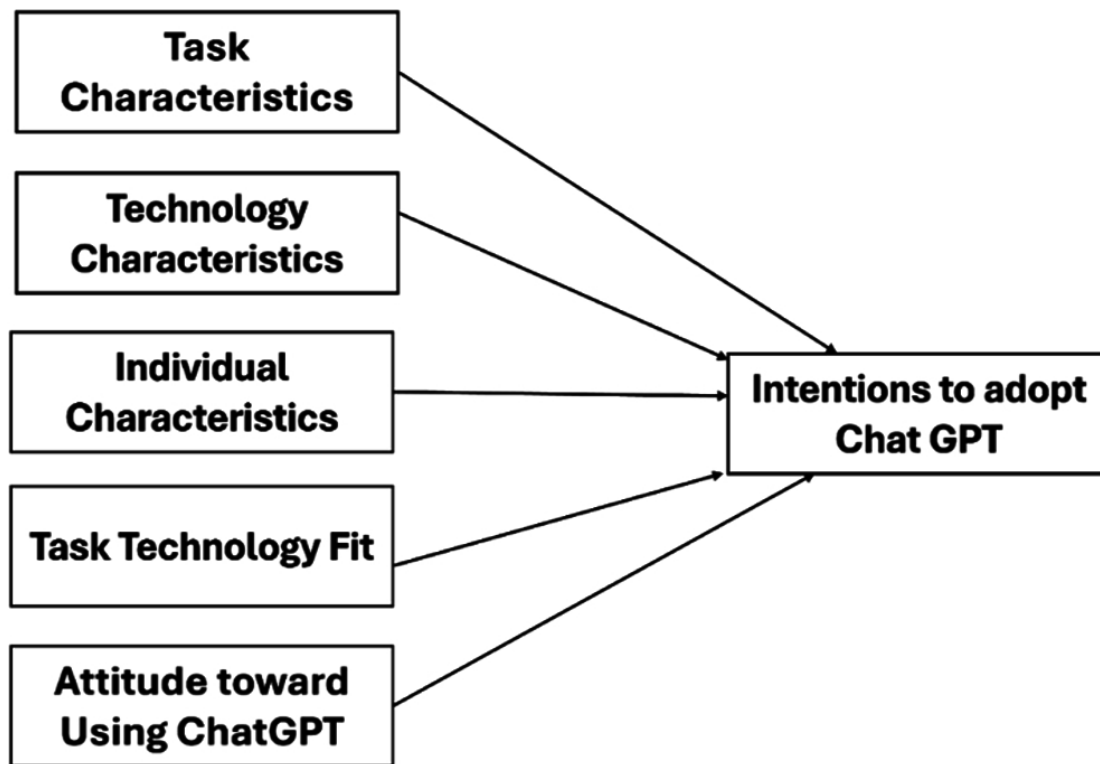 Task
Characteristics
Technology
Characteristics
Individual
Characteristics
Intentions to adopt
Chat GPT
Task Technology Fit
Attitude toward
Using ChatGPT